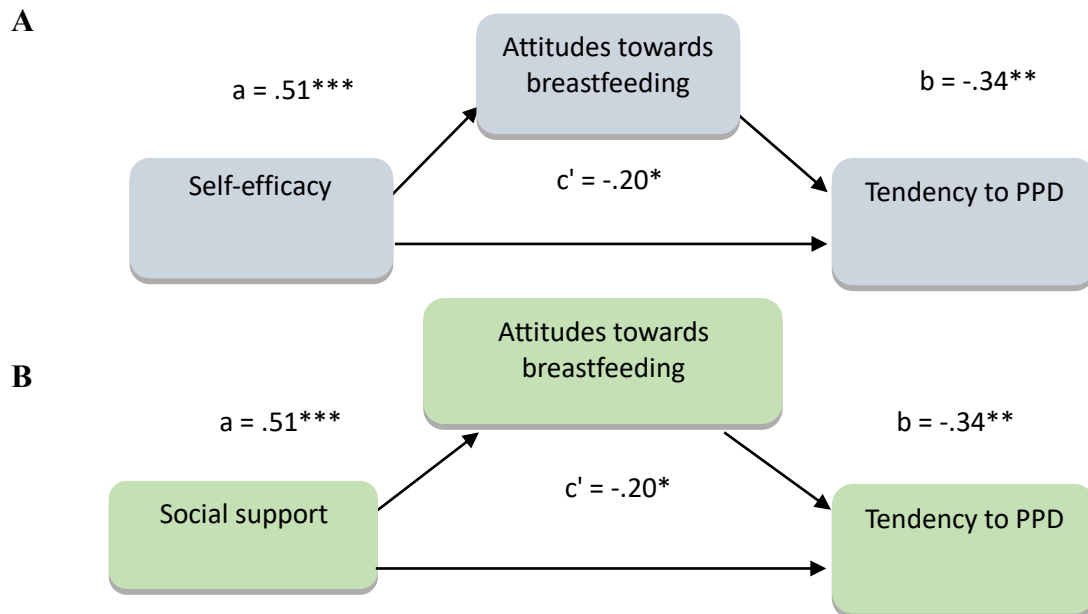 A
Attitudes towards
breastfeeding
a = .51***
b = -.34**
Self-efficacy
c' = -.20*
Tendency to PPD
B
Attitudes towards
breastfeeding
a = .51***
b = -.34**
Social support
c' = -.20*
Tendency to PPD